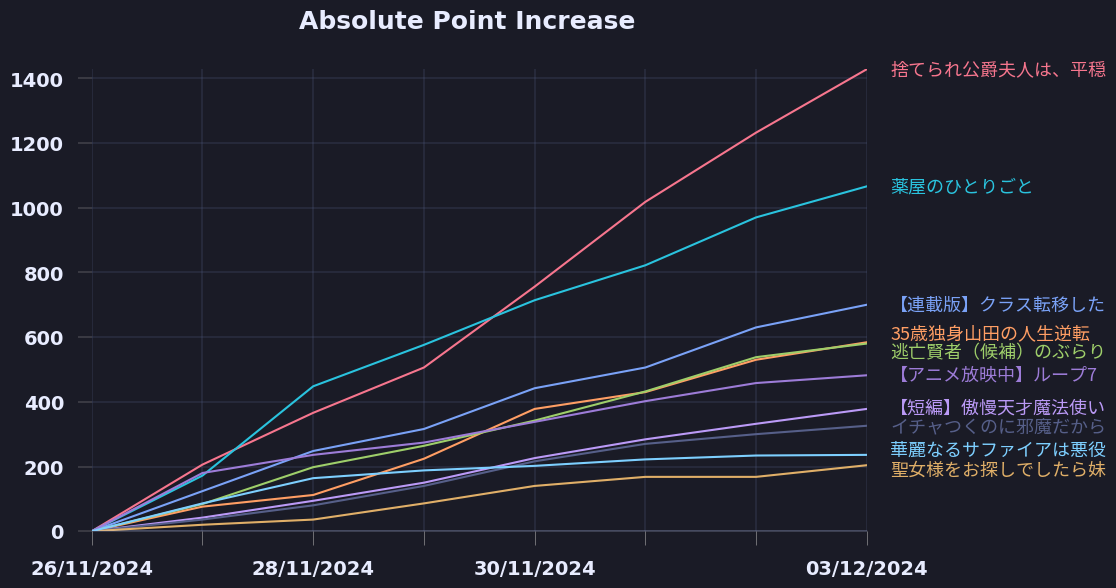 Absolute Point Increase
1400
1200
1000
800
600
400
200
0
26/11/2024
28/11/2024
30/11/2024
03/12/2024
捨てられ公爵夫人は、平穏
薬屋のひとりごと
【連載版】クラス転移した
35歳独身山田の人生逆転
逃亡賢者（候補）のぶらり
【アニメ放映中】ループ7
【短編】傲慢天才魔法使い
イチャつくのに邪魔だから
華麗なるサファイアは悪役
聖女様をお探しでしたら妹